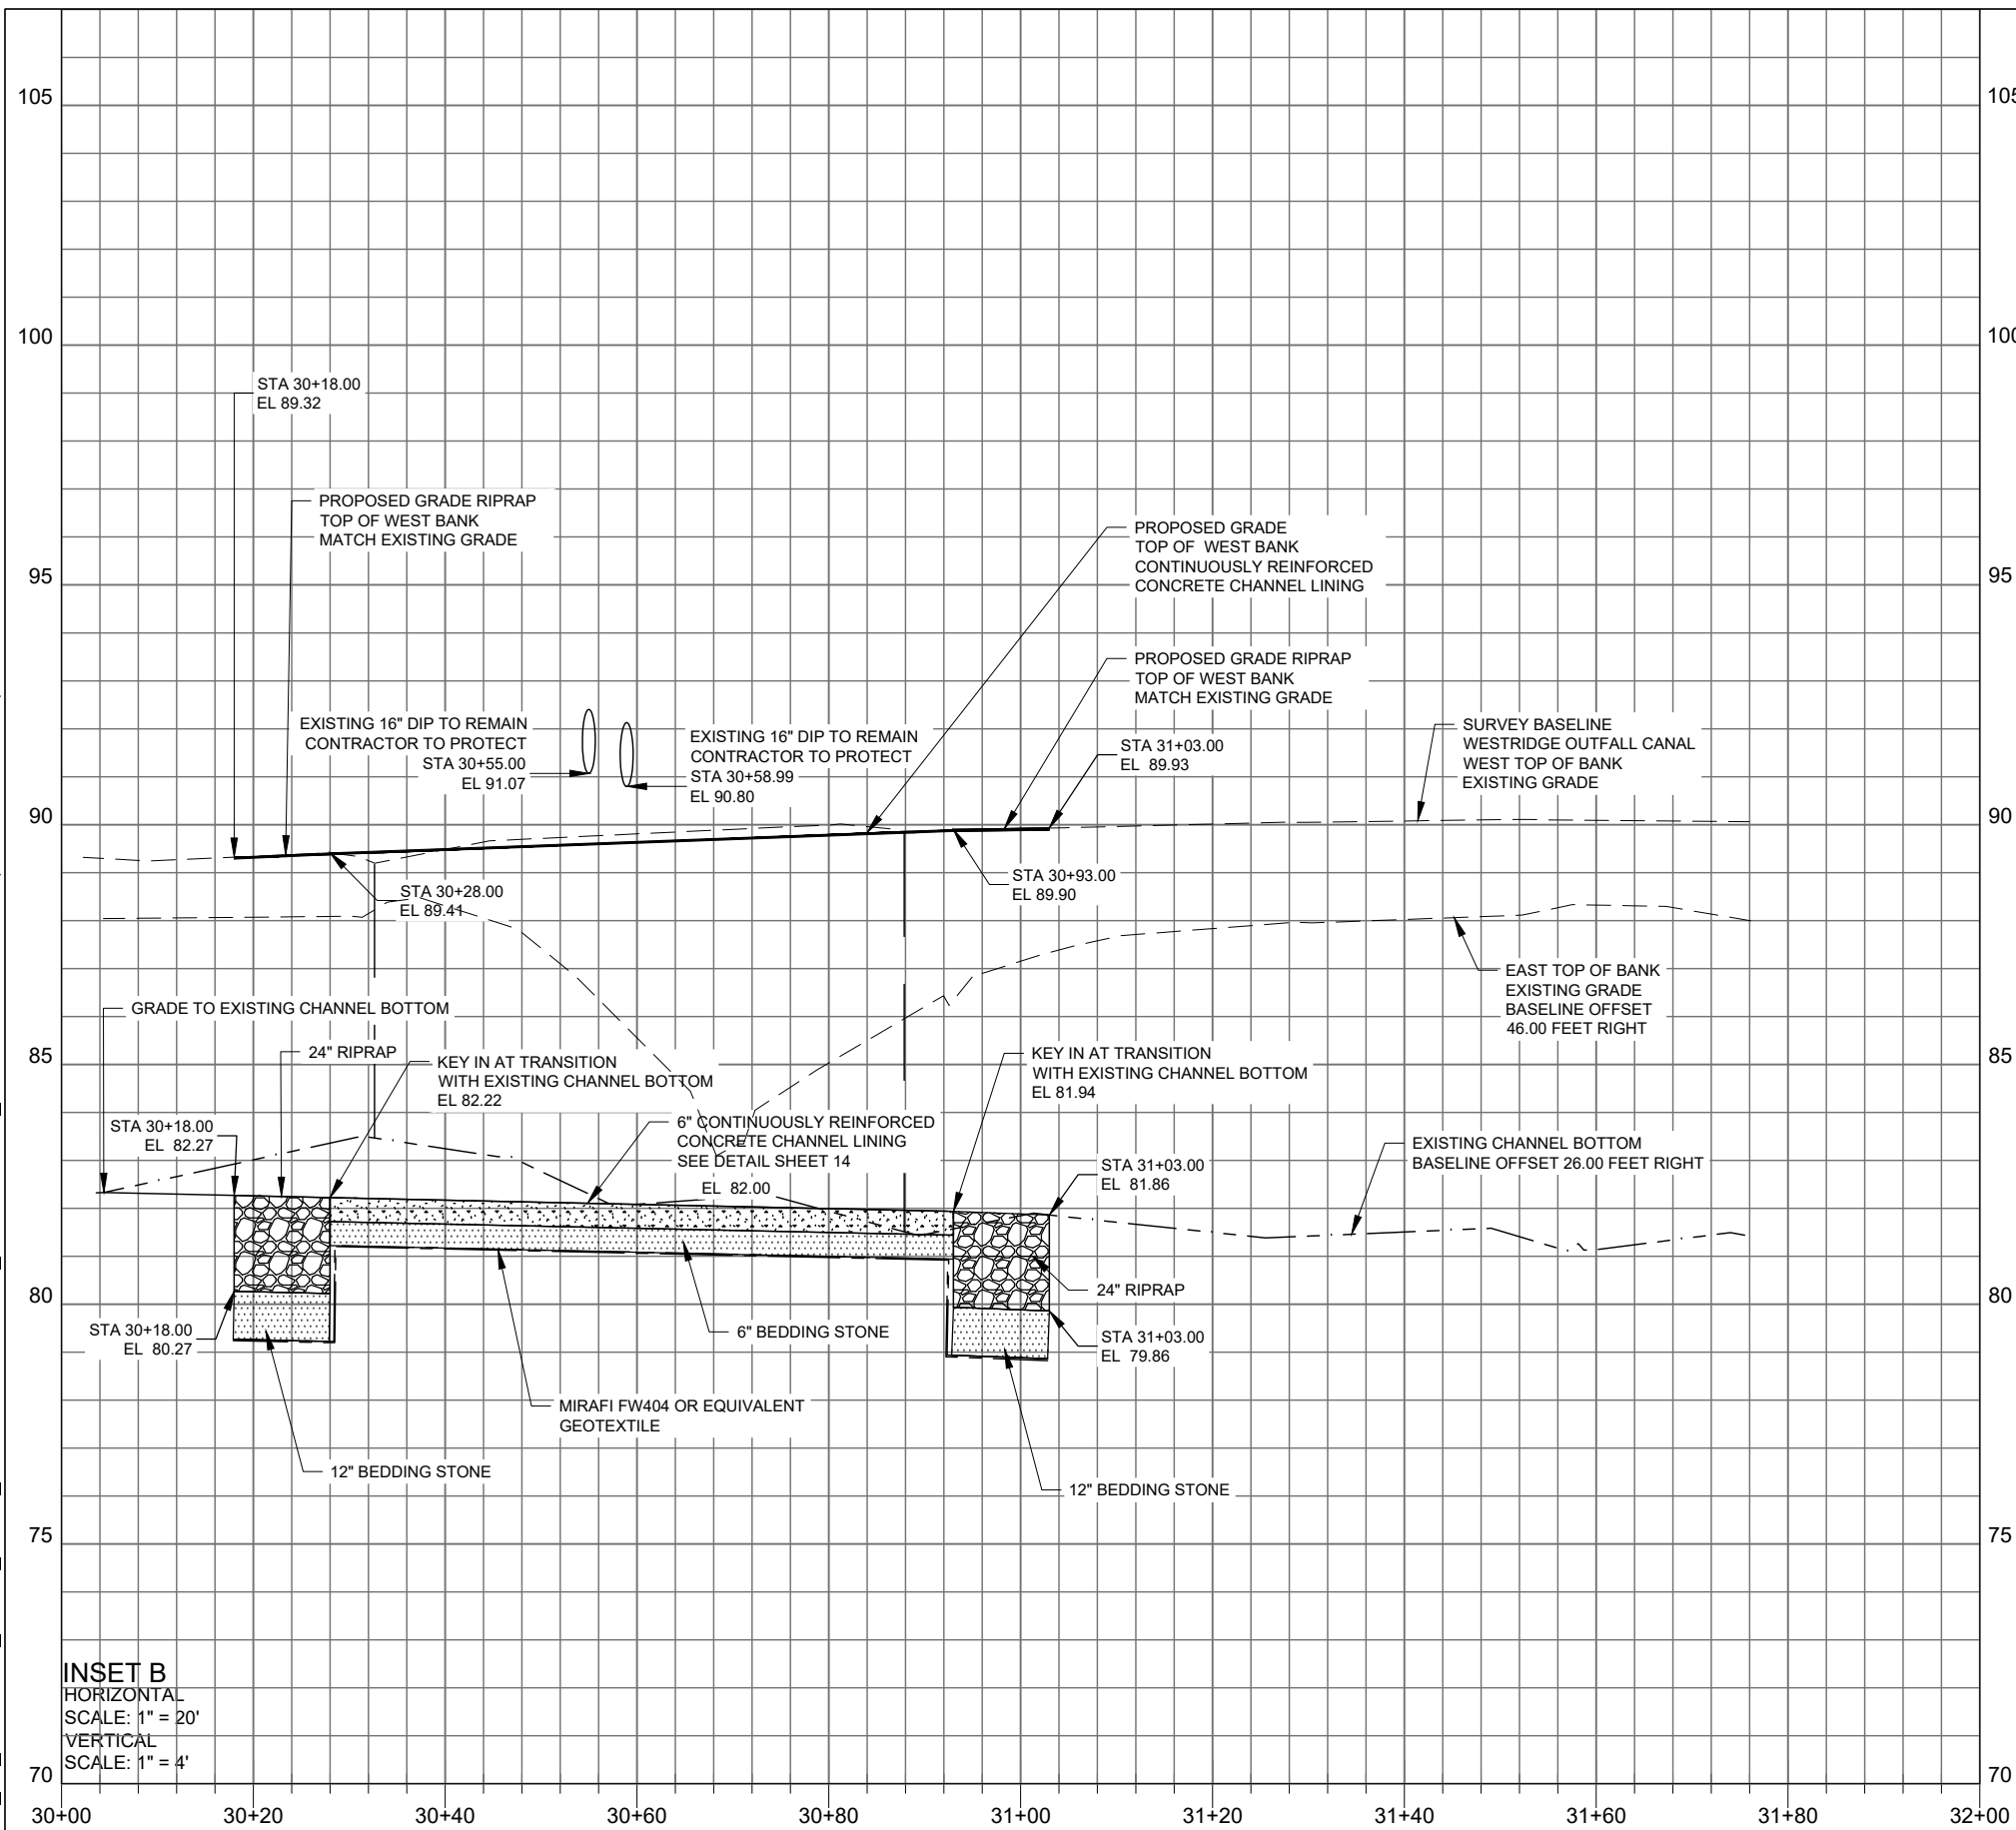 105
105
100
100
STA 30+18.00
EL 89.32
PROPOSED GRADE RIPRAP
TOP OF WEST BANK
MATCH EXISTING GRADE
PROPOSED GRADE
TOP OF WEST BANK
CONTINUOUSLY REINFORCED
CONCRETE CHANNEL LINING
95
95
PROPOSED GRADE RIPRAP
TOP OF WEST BANK
MATCH EXISTING GRADE
EXISTING 16" DIP TO REMAIN
CONTRACTOR TO PROTECT
STA 30+55.00
EL 91.07
EXISTING 16" DIP TO REMAIN
CONTRACTOR TO PROTECT
STA 30+58.99
EL 90.80
STA 31+03.00
EL 89.93
SURVEY BASELINE
WESTRIDGE OUTFALL CANAL
WEST TOP OF BANK
EXISTING GRADE
90
90
STA 30+28.00
EL 89.41
STA 30+93.00
EL 89.90
EAST TOP OF BANK
EXISTING GRADE
BASELINE OFFSET
46.00 FEET RIGHT
GRADE TO EXISTING CHANNEL BOTTOM
24" RIPRAP
KEY IN AT TRANSITION
WITH EXISTING CHANNEL BOTTOM
EL 82.22
KEY IN AT TRANSITION
WITH EXISTING CHANNEL BOTTOM
EL 81.94
85
85
STA 30+18.00
EL 82.27
6" CONTINUOUSLY REINFORCED
CONCRETE CHANNEL LINING
SEE DETAIL SHEET 14
EL 82.00
STA 31+03.00
EL 81.86
EXISTING CHANNEL BOTTOM
BASELINE OFFSET 26.00 FEET RIGHT
24" RIPRAP
80
80
STA 30+18.00
EL 80.27
6" BEDDING STONE
STA 31+03.00
EL 79.86
MIRAFI FW404 OR EQUIVALENT
GEOTEXTILE
12" BEDDING STONE
12" BEDDING STONE
75
75
INSET B
HORIZONTAL
SCALE: 1" = 20'
VERTICAL
SCALE: 1" = 4'
70
70
30+00 30+20 30+40 30+60 30+80 31+00 31+20 31+40 31+60 31+80 32+00